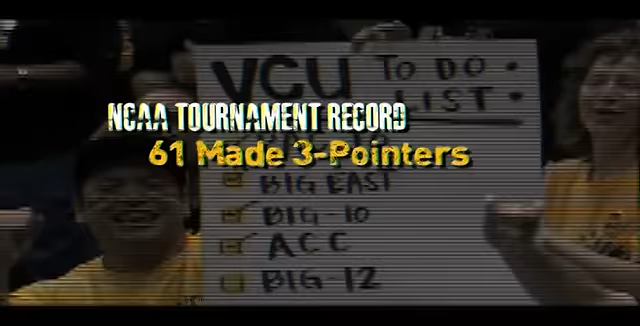 VCU TO DO
LIST
NCAA TOURNAMENT RECORD
61 Made 3-Pointers
BIG EAST
BIG-10
ACC
BIG-12